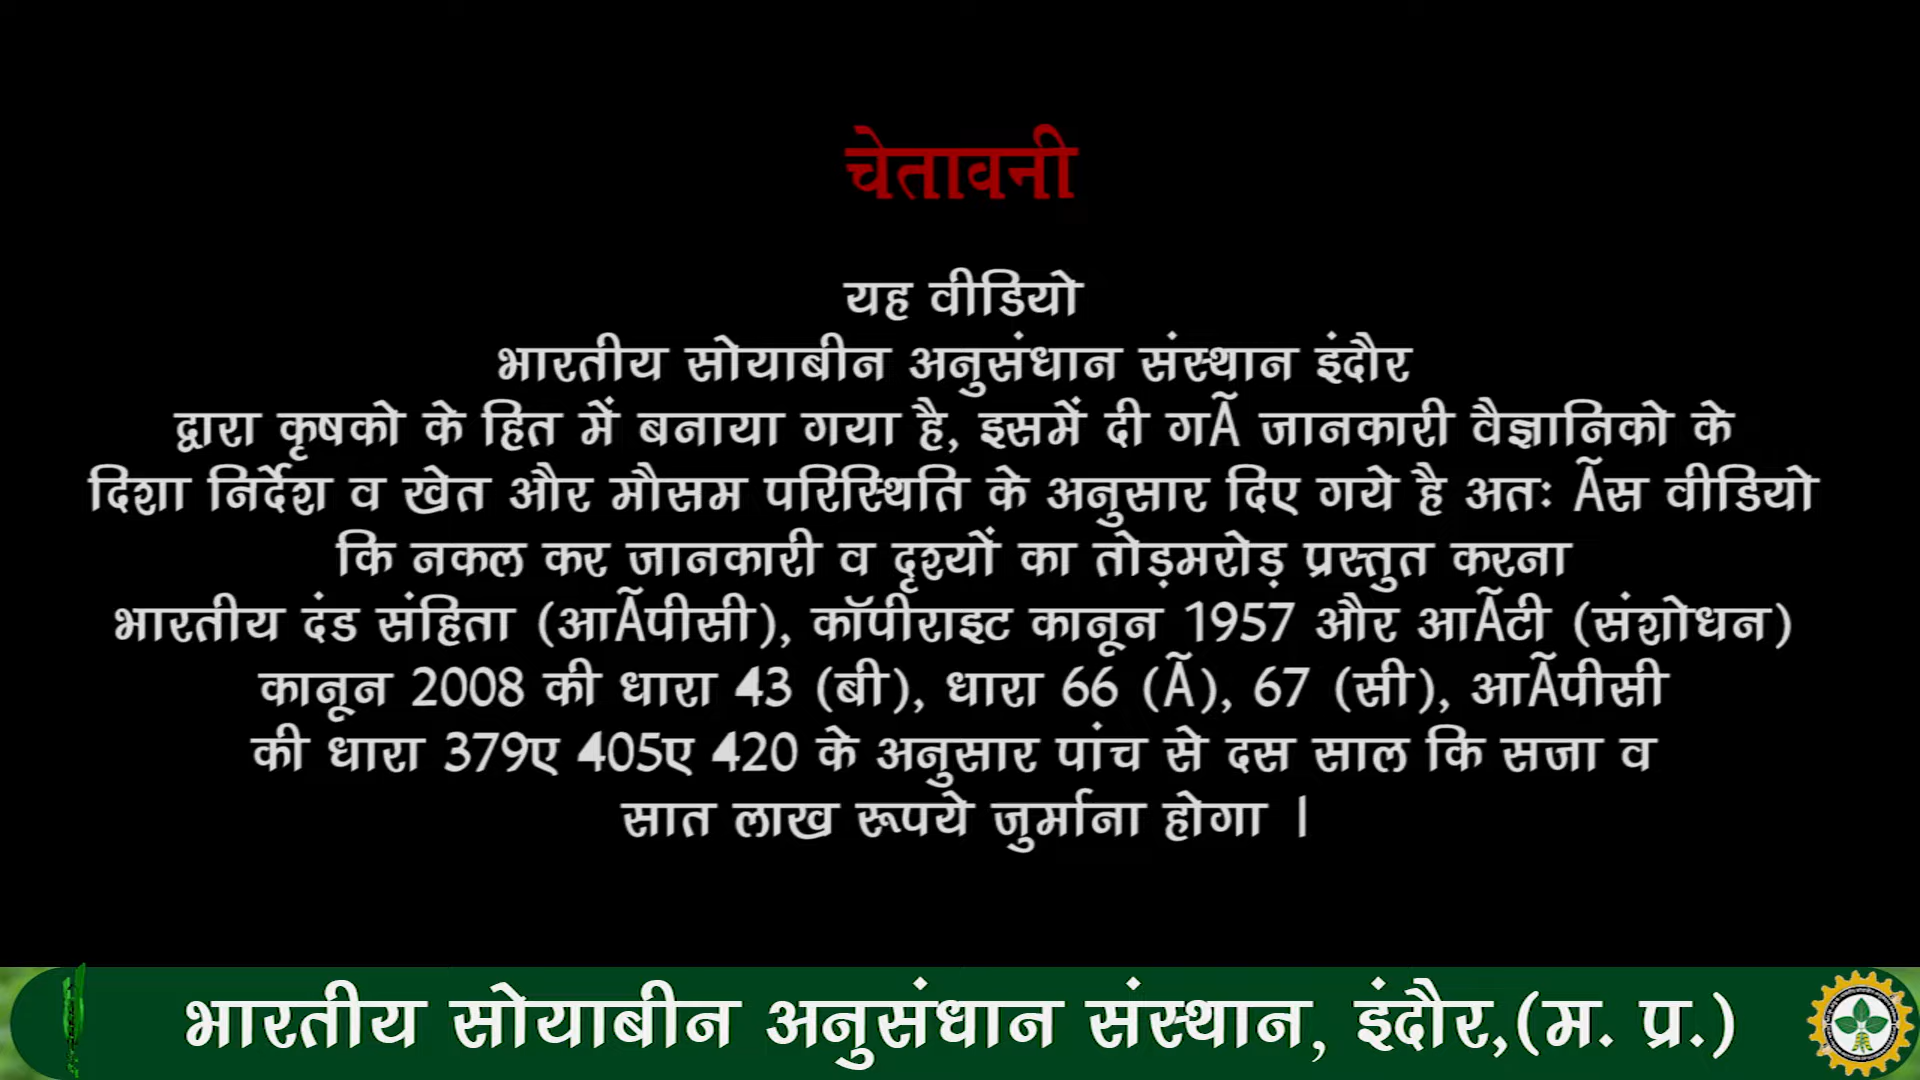 चेतावनी
यह वीडियो
भारतीय सोयाबीन अनुसंधान संस्थान इंदौर
द्वारा कृषको के हित में बनाया गया है, इसमें दी गÃ जानकारी वैज्ञानिको के
दिशा निर्देश व खेत और मौसम परिस्थिति के अनुसार दिए गये है अतः Ãस वीडियो
कि नकल कर जानकारी व दृश्यों का तोड़मरोड़ प्रस्तुत करना
भारतीय दंड संहिता (आÃपीसी), कॉपीराइट कानून 1957 और आÃटी (संशोधन)
कानून 2008 की धारा 43 (बी), धारा 66 (Ã), 67 (सी), आÃपीसी
की धारा 379ए 405ए 420 के अनुसार पांच से दस साल कि सजा व
सात लाख रूपये जुर्माना होगा ।
भारतीय सोयाबीन अनुसंधान संस्थान, इंदौर,(म. प्र.)